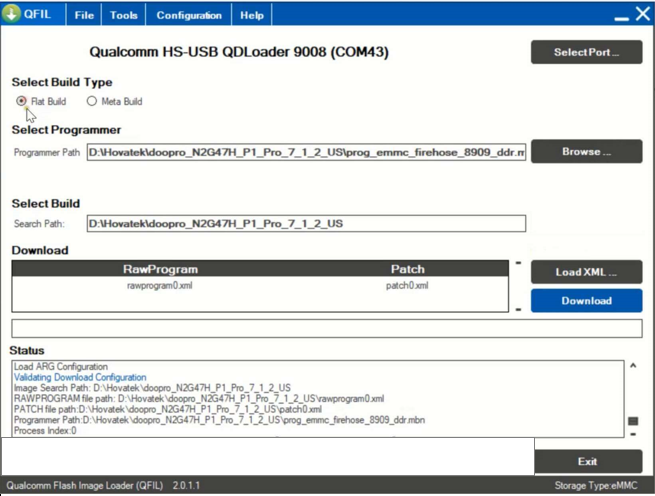 QFIL File Tools Configuration Help
Qualcomm HS-USB QDLoader 9008 (COM43)
Select Port ...
Select Build Type
Flat Build Meta Build
Select Programmer
Programmer Path D:\Hovatek\doopro_N2G47H_P1_Pro_7_1_2_US\prog_emmc_firehose_8909_ddr.m
Browse ...
Select Build
Search Path: D:\Hovatek\doopro_N2G47H_P1_Pro_7_1_2_US
Download
RawProgram Patch
rawprogram0.xml patch0.xml
Load XML ...
Download
Status
Load ARG Configuration
Validating Download Configuration
Image Search Path: D:\Hovatek\doopro_N2G47H_P1_Pro_7_1_2_US
RAWPROGRAM file path: D:\Hovatek\doopro_N2G47H_P1_Pro_7_1_2_US\rawprogram0.xml
PATCH file path:D:\Hovatek\doopro_N2G47H_P1_Pro_7_1_2_US\patch0.xml
Programmer Path:D:\Hovatek\doopro_N2G47H_P1_Pro_7_1_2_US\prog_emmc_firehose_8909_ddr.mbn
Process Index:0
Exit
Qualcomm Flash Image Loader (QFIL) 2.0.1.1 Storage Type:eMMC